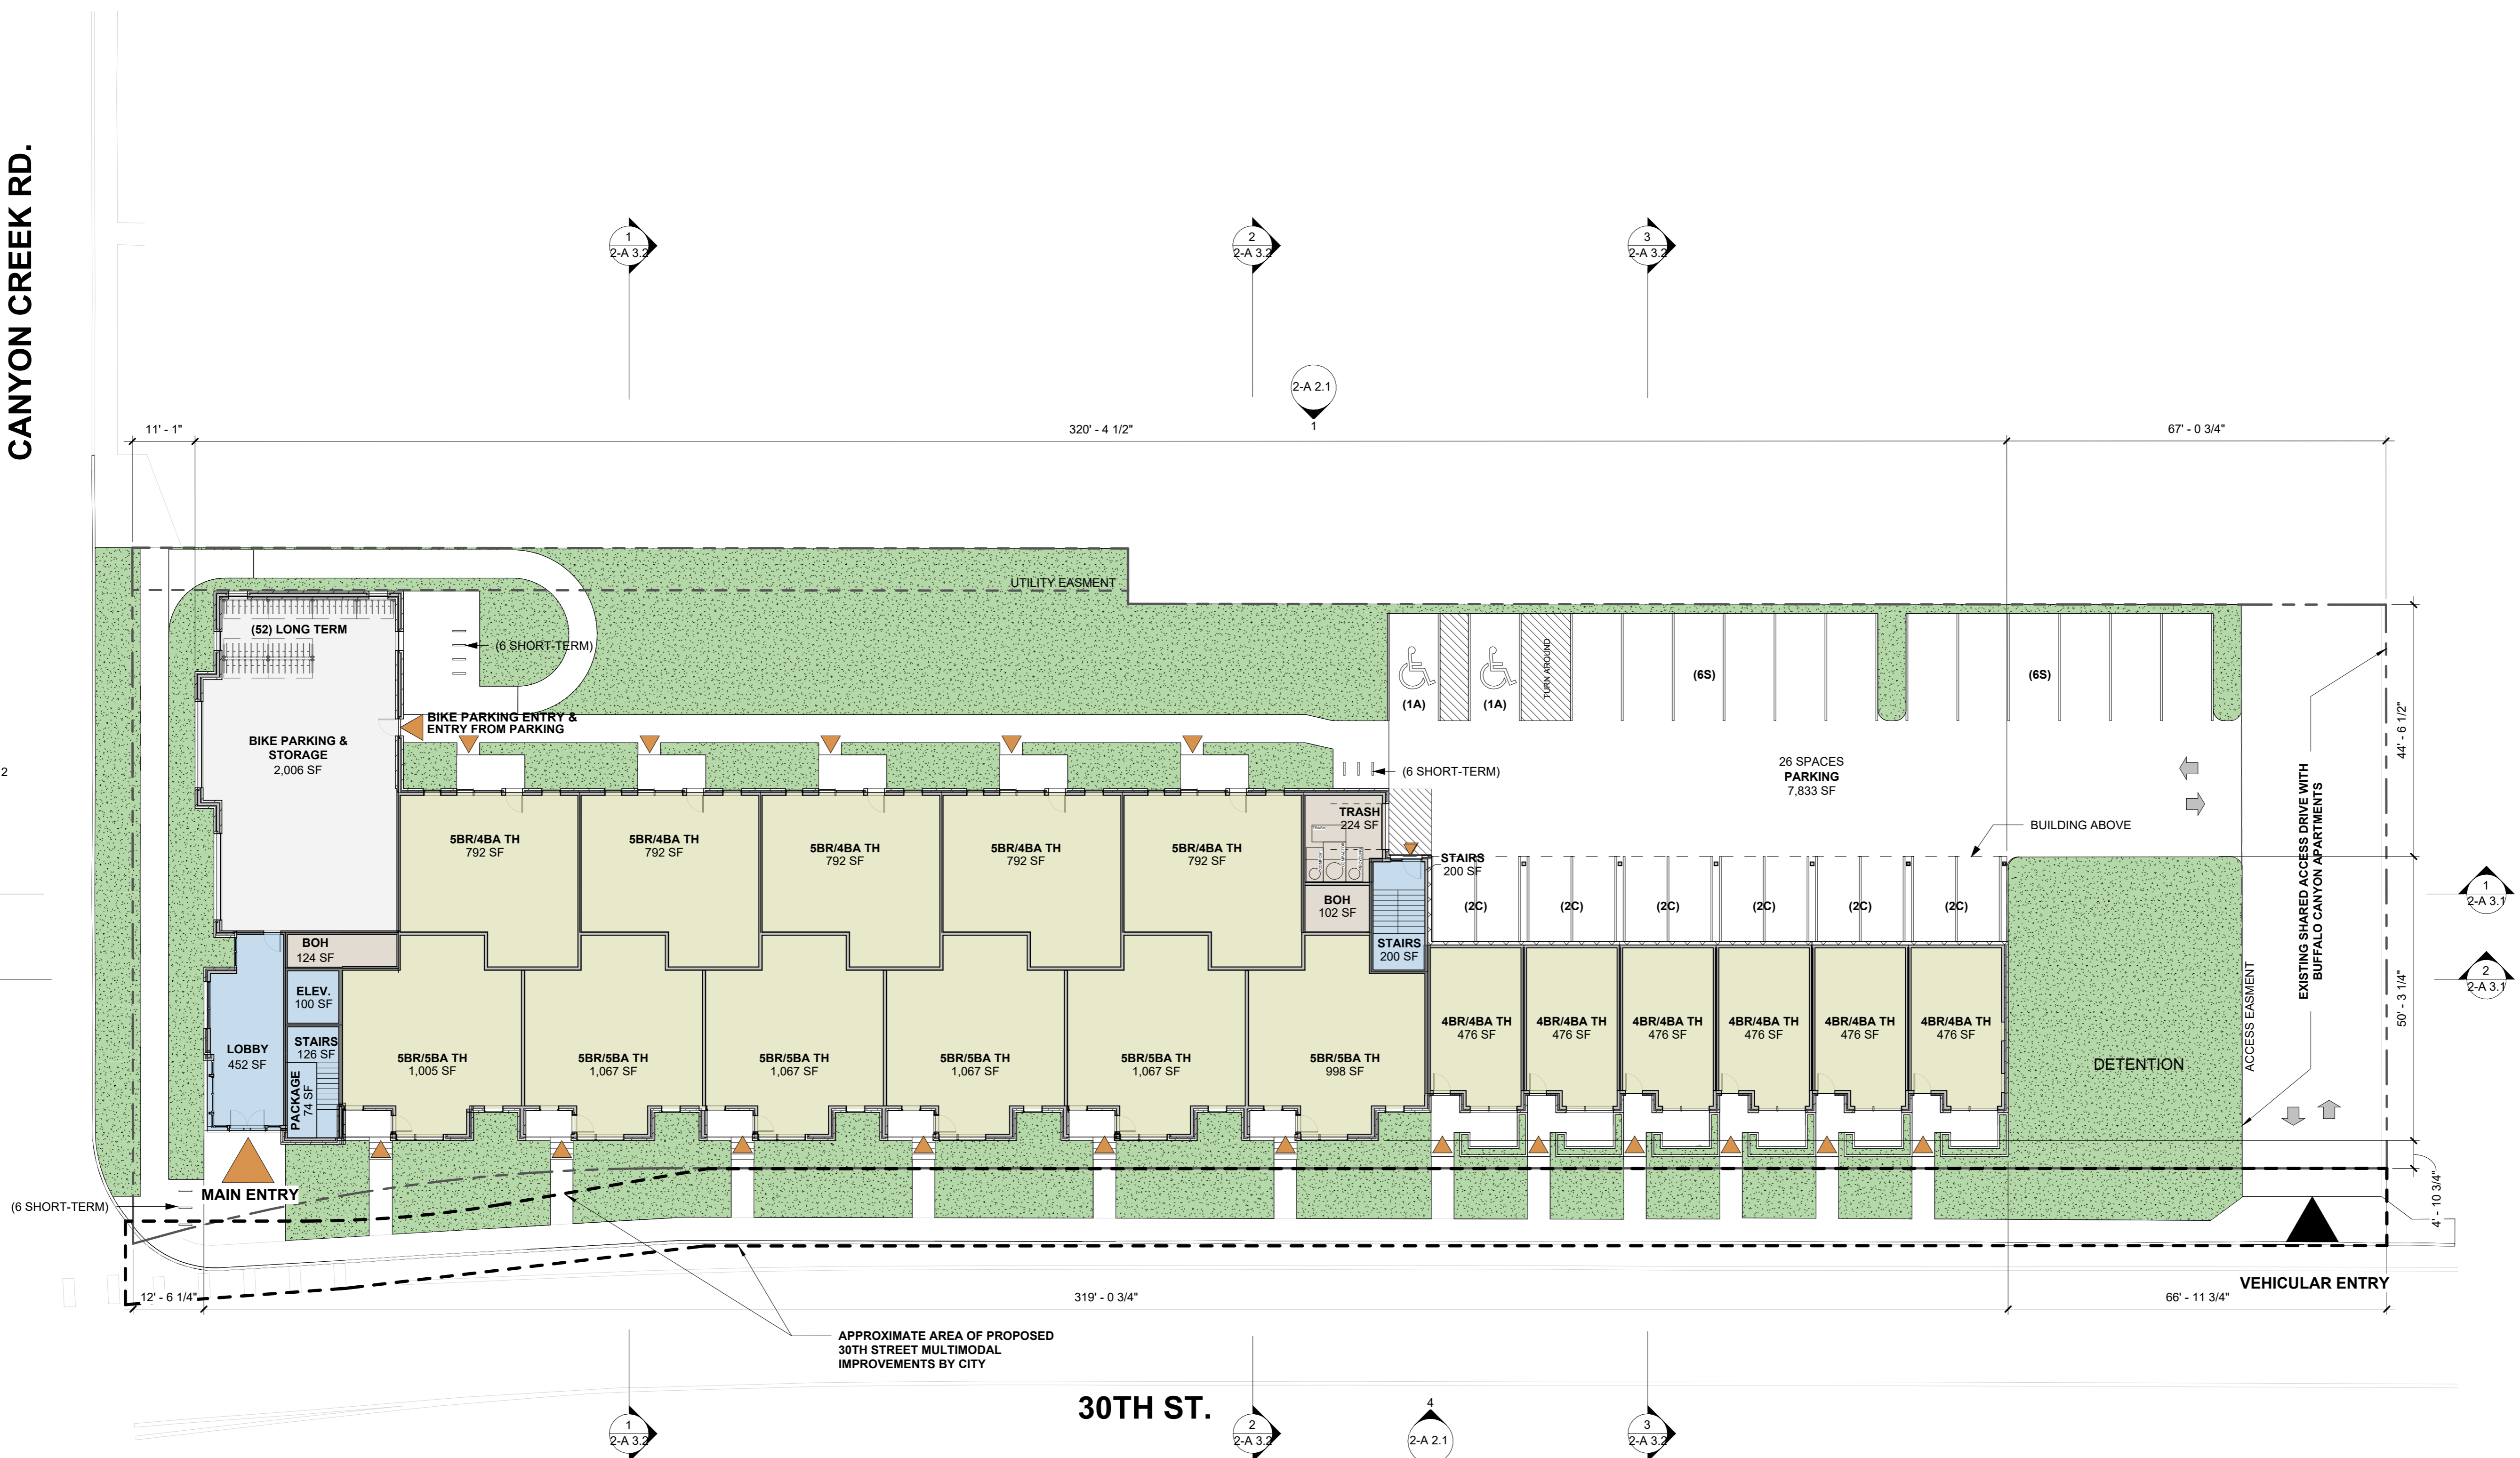 CANYON CREEK RD.
1
2-A 3.2
2
2-A 3.2
3
2-A 3.2
2-A 2.1
1
11' - 1"
320' - 4 1/2"
67' - 0 3/4"
UTILITY EASMENT
(52) LONG TERM
(6 SHORT-TERM)
BIKE PARKING ENTRY &
ENTRY FROM PARKING
BIKE PARKING &
STORAGE
2,006 SF
2
(1A)
(1A)
TURN AROUND
(6S)
(6S)
(6 SHORT-TERM)
26 SPACES
PARKING
7,833 SF
44' - 6 1/2"
EXISTING SHARED ACCESS DRIVE WITH
BUFFALO CANYON APARTMENTS
BUILDING ABOVE
5BR/4BA TH
792 SF
5BR/4BA TH
792 SF
5BR/4BA TH
792 SF
5BR/4BA TH
792 SF
5BR/4BA TH
792 SF
TRASH
224 SF
TRASH
STAIRS
200 SF
BOH
102 SF
STAIRS
200 SF
(2C)
(2C)
(2C)
(2C)
(2C)
(2C)
1
2-A 3.1
2
2-A 3.1
BOH
124 SF
ELEV.
100 SF
LOBBY
452 SF
STAIRS
126 SF
PACKAGE
74 SF
5BR/5BA TH
1,005 SF
5BR/5BA TH
1,067 SF
5BR/5BA TH
1,067 SF
5BR/5BA TH
1,067 SF
5BR/5BA TH
1,067 SF
5BR/5BA TH
998 SF
4BR/4BA TH
476 SF
4BR/4BA TH
476 SF
4BR/4BA TH
476 SF
4BR/4BA TH
476 SF
4BR/4BA TH
476 SF
4BR/4BA TH
476 SF
DETENTION
ACCESS EASMENT
50' - 3 1/4"
4' - 10 3/4"
MAIN ENTRY
(6 SHORT-TERM)
VEHICULAR ENTRY
12' - 6 1/4"
319' - 0 3/4"
66' - 11 3/4"
APPROXIMATE AREA OF PROPOSED
30TH STREET MULTIMODAL
IMPROVEMENTS BY CITY
30TH ST.
1
2-A 3.2
2
2-A 3.2
4
2-A 2.1
3
2-A 3.2